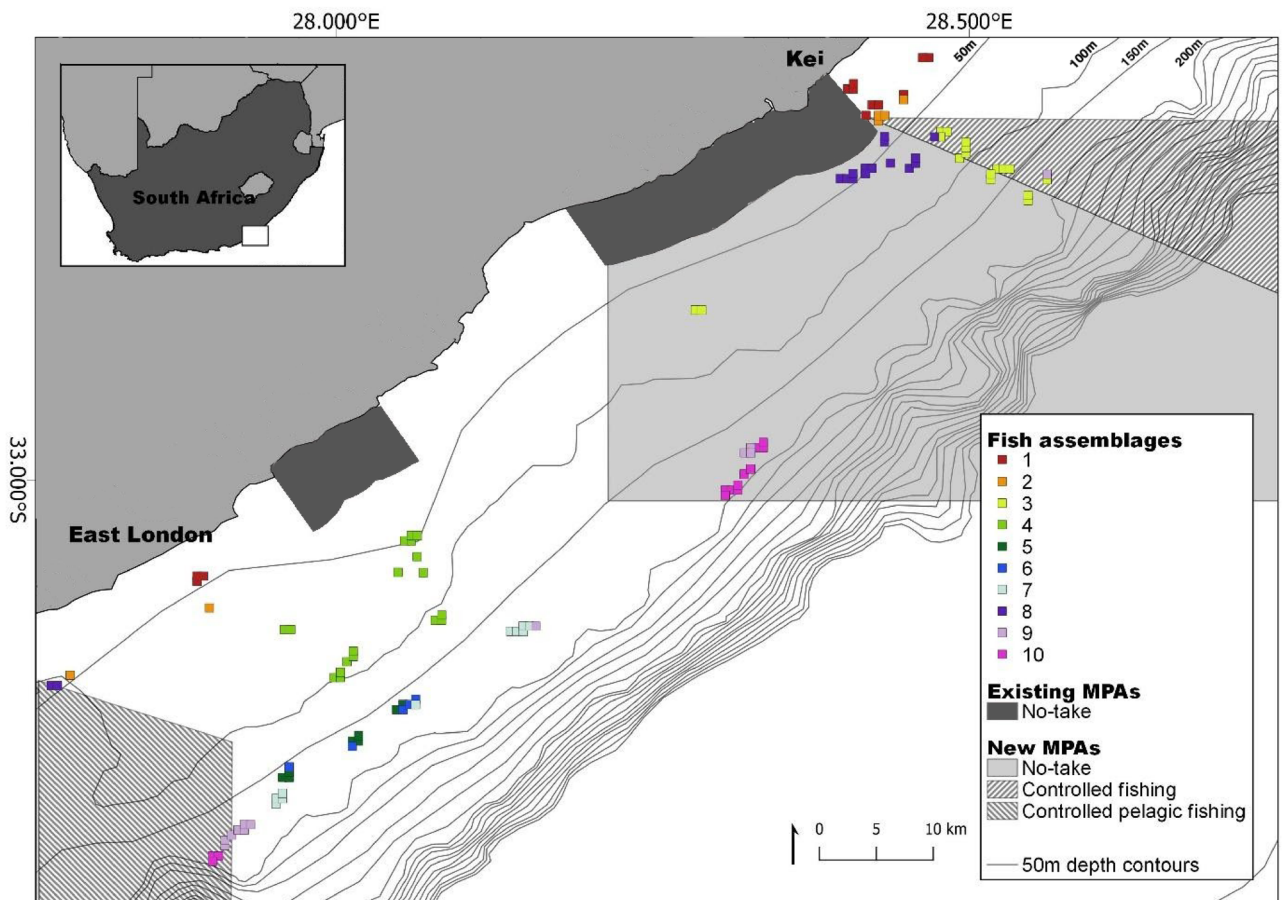 28.000°E
28.500°E
Kei
50m
100m
150m
200m
South Africa
33.000°S
East London
Fish assemblages
1
2
3
4
5
6
7
8
9
10
Existing MPAs
No-take
New MPAs
No-take
Controlled fishing
Controlled pelagic fishing
50m depth contours
0 5 10 km